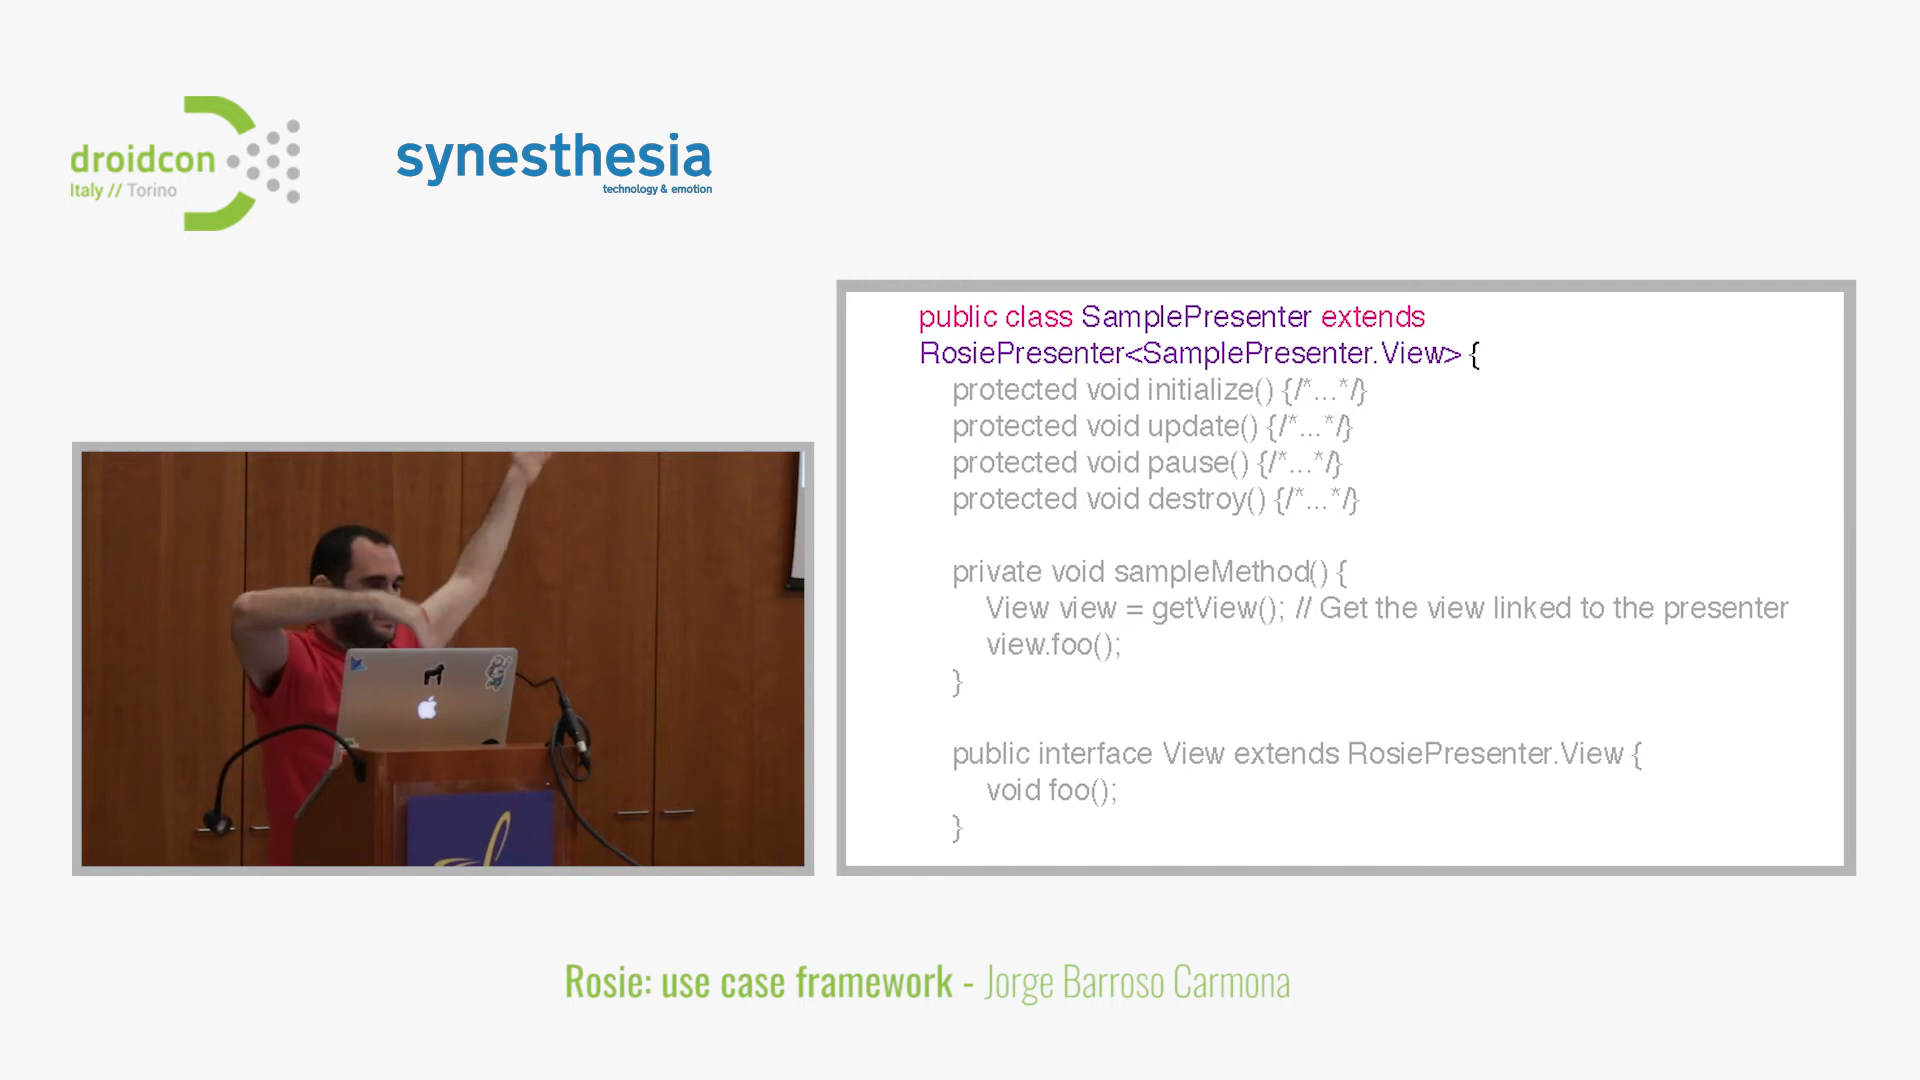 droidcon
Italy // Torino
synesthesia
technology & emotion
public class SamplePresenter extends
RosiePresenter<SamplePresenter.View> {
protected void initialize() {/*...*/}
protected void update() {/*...*/}
protected void pause() {/*...*/}
protected void destroy() {/*...*/}
private void sampleMethod() {
View view = getView(); // Get the view linked to the presenter
view.foo();
}
public interface View extends RosiePresenter.View {
void foo();
}
Rosie: use case framework - Jorge Barroso Carmona